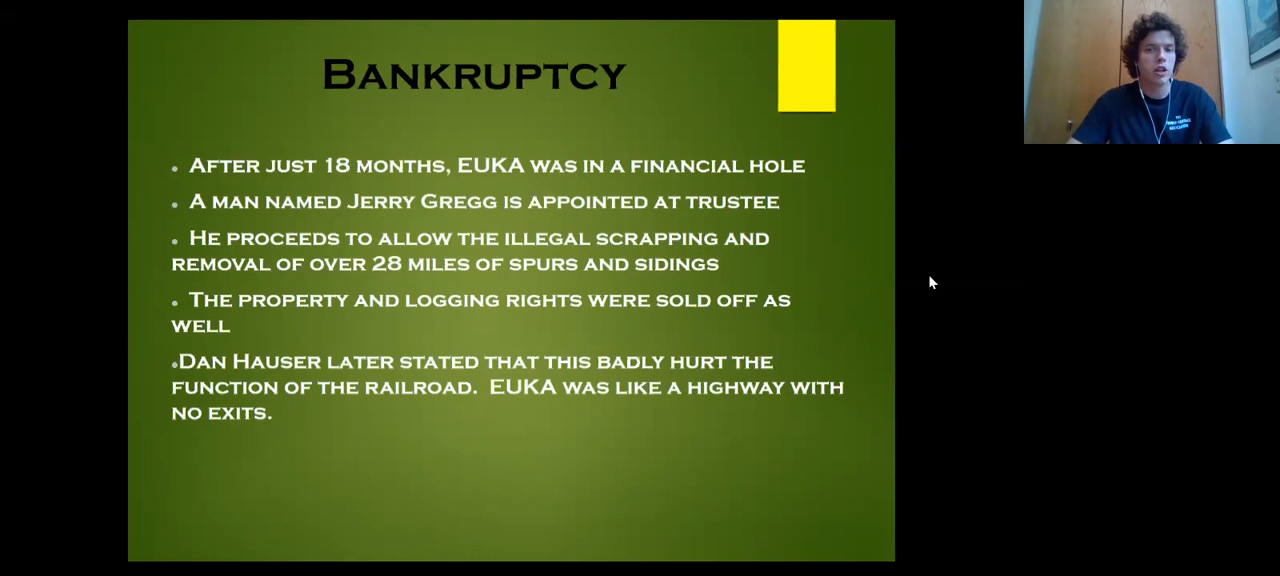 BANKRUPTCY
• AFTER JUST 18 MONTHS, EUKA WAS IN A FINANCIAL HOLE
• A MAN NAMED JERRY GREGG IS APPOINTED AT TRUSTEE
• HE PROCEEDS TO ALLOW THE ILLEGAL SCRAPPING AND
REMOVAL OF OVER 28 MILES OF SPURS AND SIDINGS
• THE PROPERTY AND LOGGING RIGHTS WERE SOLD OFF AS
WELL
•DAN HAUSER LATER STATED THAT THIS BADLY HURT THE
FUNCTION OF THE RAILROAD. EUKA WAS LIKE A HIGHWAY WITH
NO EXITS.